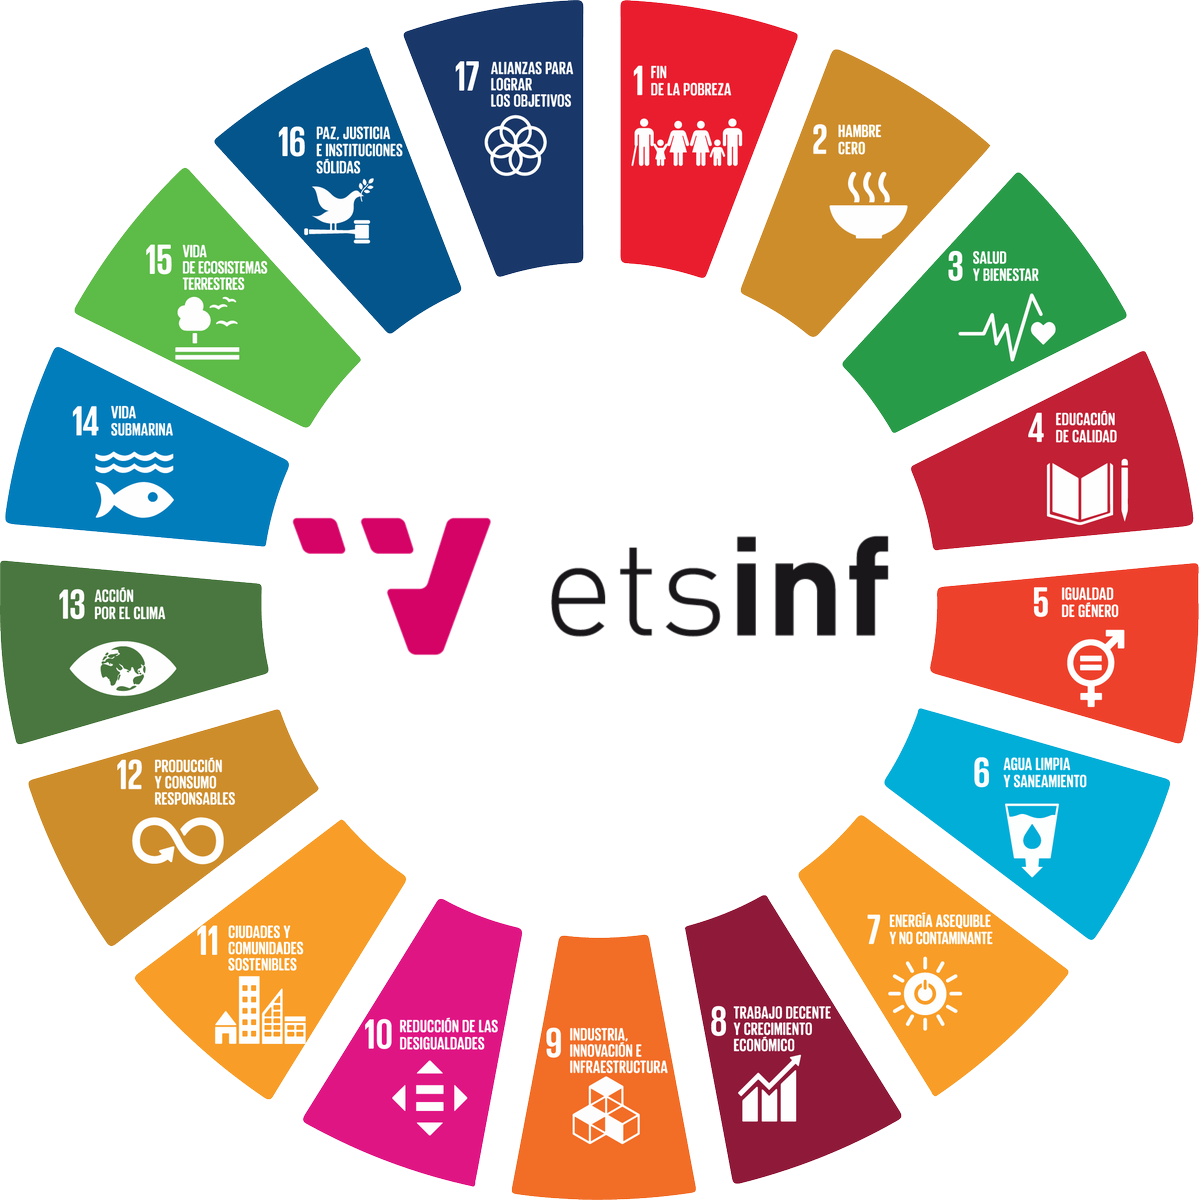 1 FIN
DE LA POBREZA
2 HAMBRE
CERO
3 SALUD
Y BIENESTAR
4 EDUCACIÓN
DE CALIDAD
5 IGUALDAD
DE GÉNERO
6 AGUA LIMPIA
Y SANEAMIENTO
7 ENERGÍA ASEQUIBLE
Y NO CONTAMINANTE
8 TRABAJO DECENTE
Y CRECIMIENTO
ECONÓMICO
9 INDUSTRIA,
INNOVACIÓN E
INFRAESTRUCTURA
10 REDUCCIÓN DE LAS
DESIGUALDADES
11 CIUDADES Y
COMUNIDADES
SOSTENIBLES
12 PRODUCCIÓN
Y CONSUMO
RESPONSABLES
13 ACCIÓN
POR EL CLIMA
14 VIDA
SUBMARINA
15 VIDA
DE ECOSISTEMAS
TERRESTRES
16 PAZ, JUSTICIA
E INSTITUCIONES
SÓLIDAS
17 ALIANZAS PARA
LOGRAR
LOS OBJETIVOS
etsinf